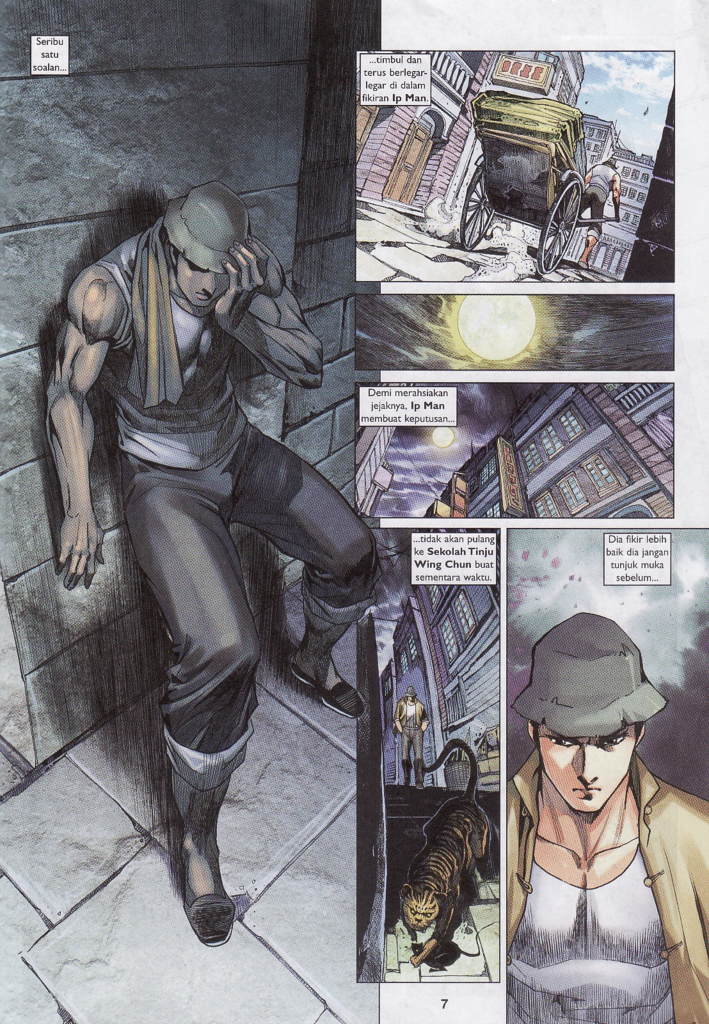 Seribu
satu
soalan...
...timbul dan
terus berlegar-
legar di dalam
fikiran Ip Man.
Demi merahsiakan
jejaknya, Ip Man
membuat keputusan...
...tidak akan pulang
ke Sekolah Tinju
Wing Chun buat
sementara waktu.
Dia fikir lebih
baik dia jangan
tunjuk muka
sebelum...
7